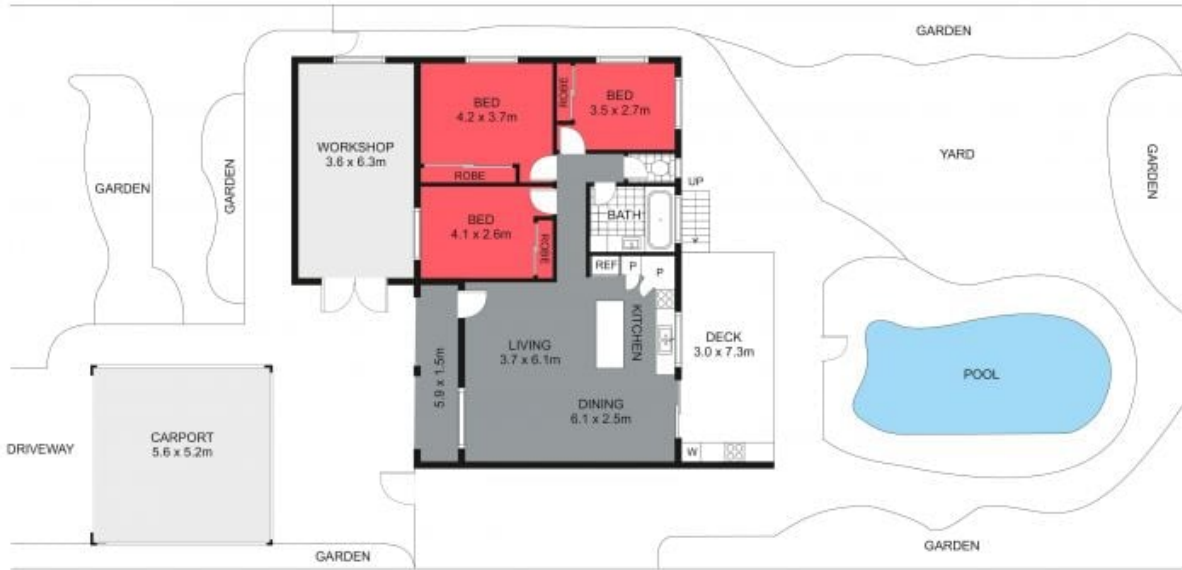 GARDEN
BED
4.2 x 3.7m
ROBE
BED
3.5 x 2.7m
WORKSHOP
3.6 x 6.3m
YARD
GARDEN
GARDEN
GARDEN
ROBE
UP
BED
4.1 x 2.6m
ROBE
BATH
REF
P
P
KITCHEN
LIVING
3.7 x 6.1m
DECK
3.0 x 7.3m
5.9 x 1.5m
POOL
DINING
6.1 x 2.5m
CARPORT
5.6 x 5.2m
DRIVEWAY
W
GARDEN
GARDEN